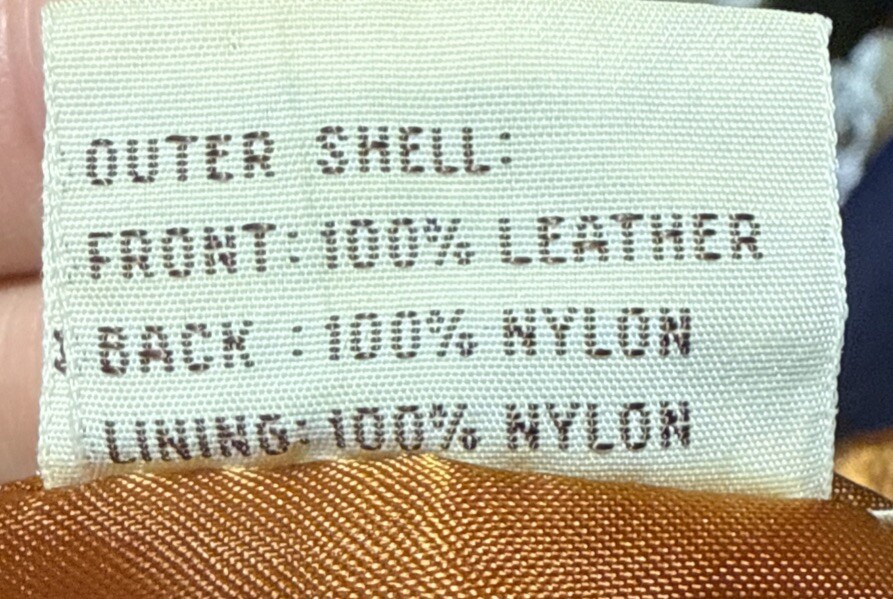 OUTER SHELL:
FRONT: 100% LEATHER
BACK : 100% NYLON
LINING: 100% NYLON